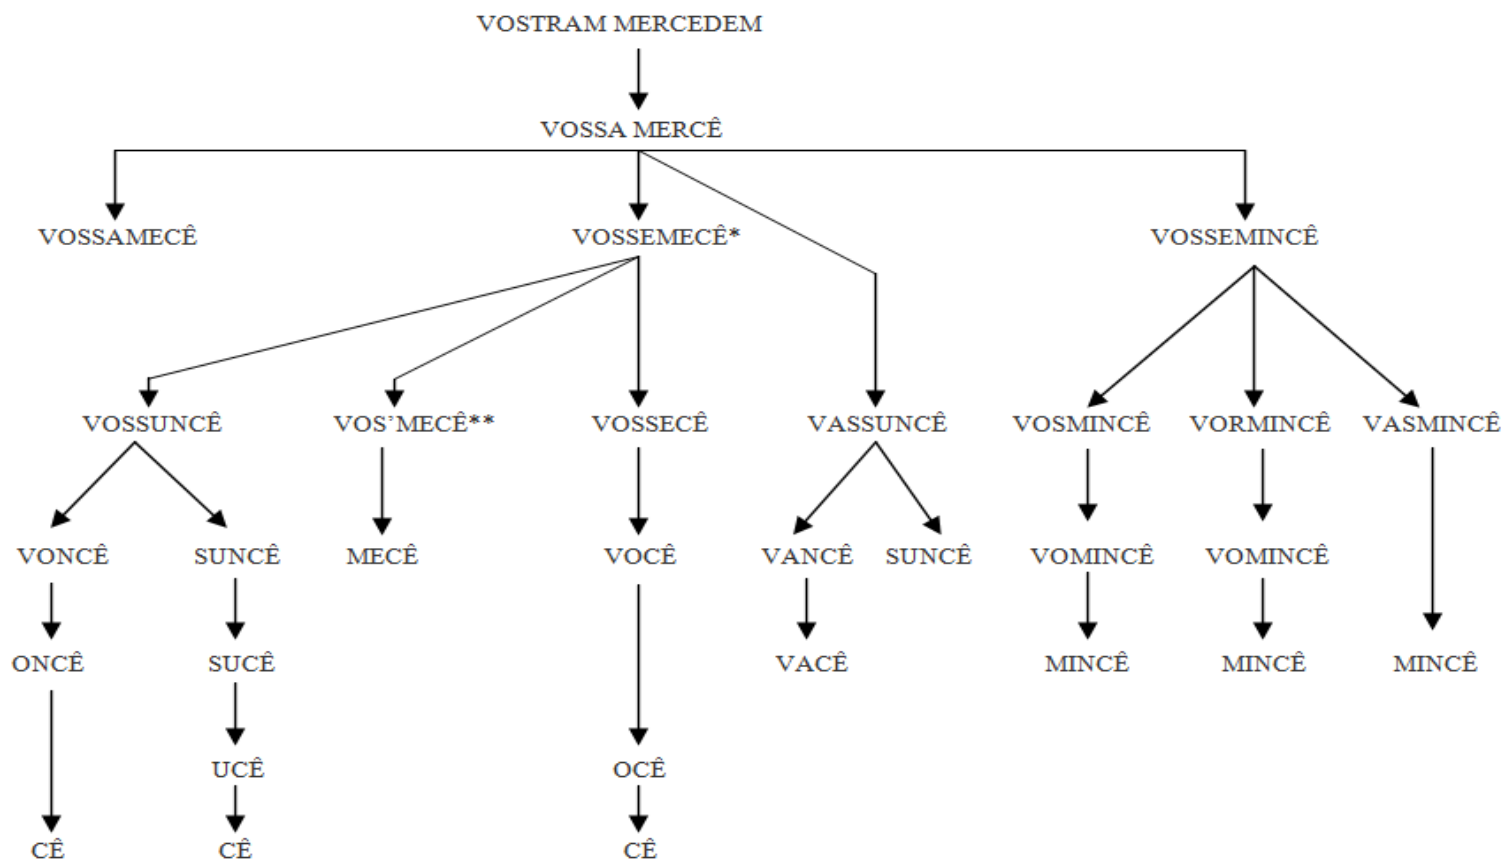 VOSTRAM MERCEDEM
VOSSA MERCÊ
VOSSAMECÊ VOSSEMECÊ* VOSSEMINCÊ
VOSSUNCÊ VOS’MECÊ** VOSSECÊ VASSUNCÊ VOSMINCÊ VORMINCÊ VASMINCÊ
VONCÊ SUNCÊ MECÊ VOCÊ VANCÊ SUNCÊ VOMINCÊ VOMINCÊ
ONCÊ SUCÊ VACÊ MINCÊ MINCÊ MINCÊ
UCÊ OCÊ
CÊ CÊ CÊ